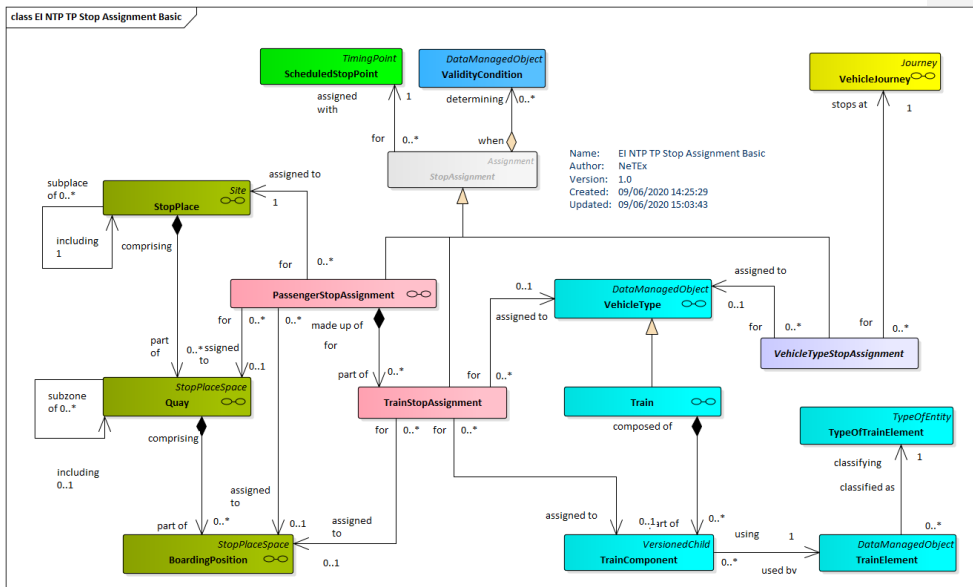 class EI NTP TP Stop Assignment Basic
TimingPoint
ScheduledStopPoint
DataManagedObject
ValidityCondition
Journey
VehicleJourney
assigned
with
1
determining
0..*
stops at
1
for
0..*
when
Assignment
StopAssignment
Name: EI NTP TP Stop Assignment Basic
Author: NeTEx
Version: 1.0
Created: 09/06/2020 14:25:29
Updated: 09/06/2020 15:03:43
subplace
of 0..*
Site
StopPlace
assigned to
1
including
1
comprising
for
0..*
PassengerStopAssignment
0..1
assigned to
DataManagedObject
VehicleType
assigned to
0..1
for
0..*
0..*
made up of
for
for
0..*
for
0..*
VehicleTypeStopAssignment
part
of
0..*
ssigned
to
0..1
part of
0..*
for
0..*
subzone
of 0..*
StopPlaceSpace
Quay
TrainStopAssignment
Train
TypeOfEntity
TypeOfTrainElement
comprising
for
0..*
for
0..*
composed of
including
0..1
classifying
1
classified as
assigned
to
part of
0..*
0..1
assigned
to
0..1
assigned to
0..1
art of
0..*
using
1
0..*
StopPlaceSpace
BoardingPosition
VersionedChild
TrainComponent
0..*
used by
DataManagedObject
TrainElement